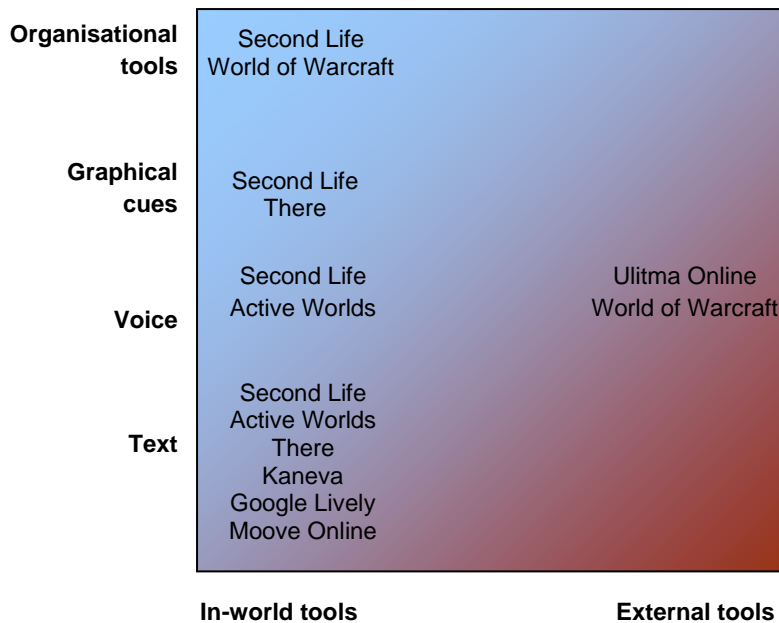 Organisational
tools
Second Life
World of Warcraft
Graphical
cues
Second Life
There
Voice
Second Life
Active Worlds
Ulitma Online
World of Warcraft
Text
Second Life
Active Worlds
There
Kaneva
Google Lively
Moove Online
In-world tools
External tools